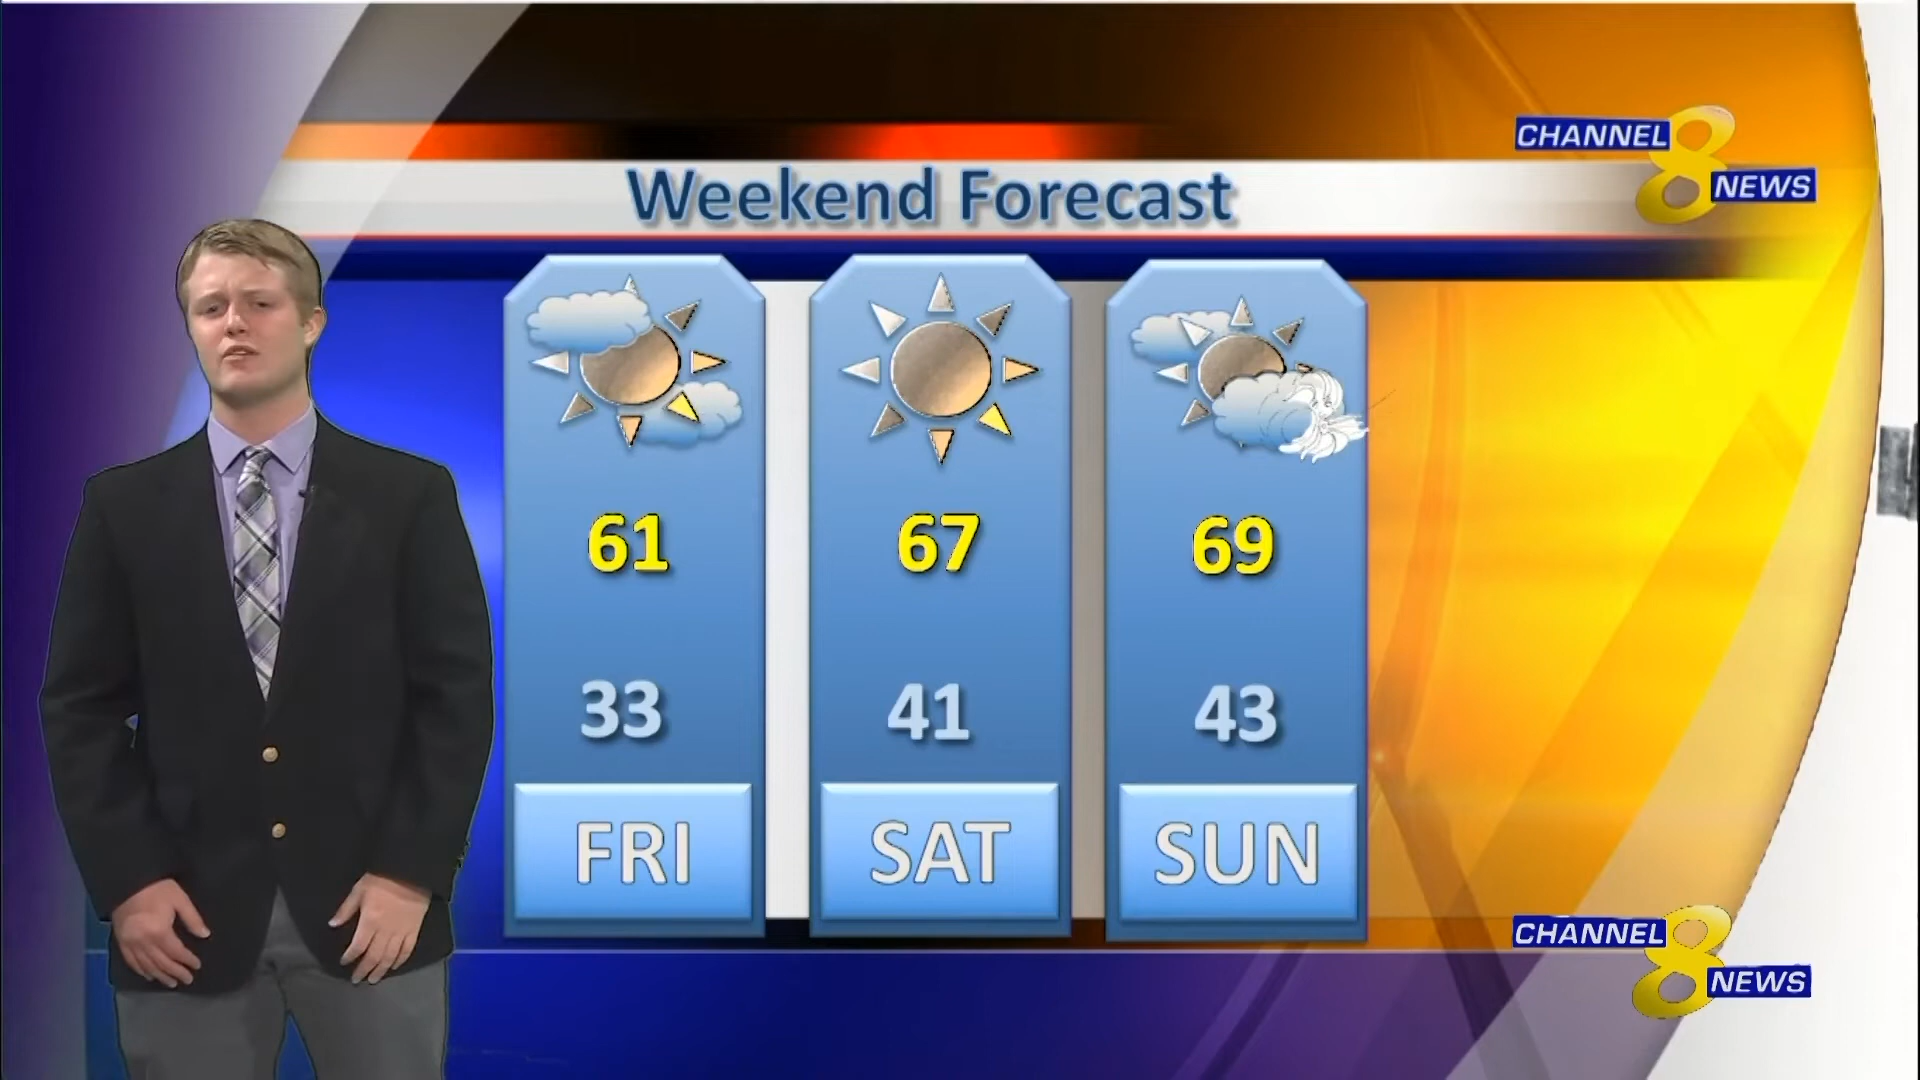 Weekend Forecast
CHANNEL 8 NEWS
61 67 69
33 41 43
FRI SAT SUN
CHANNEL 8 NEWS